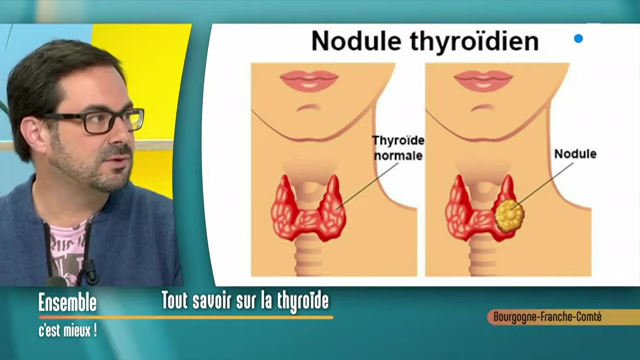 Nodule thyroïdien
Thyroïde
normale
Nodule
Ensemble
c'est mieux !
Tout savoir sur la thyroïde
Bourgogne-Franche-Comté